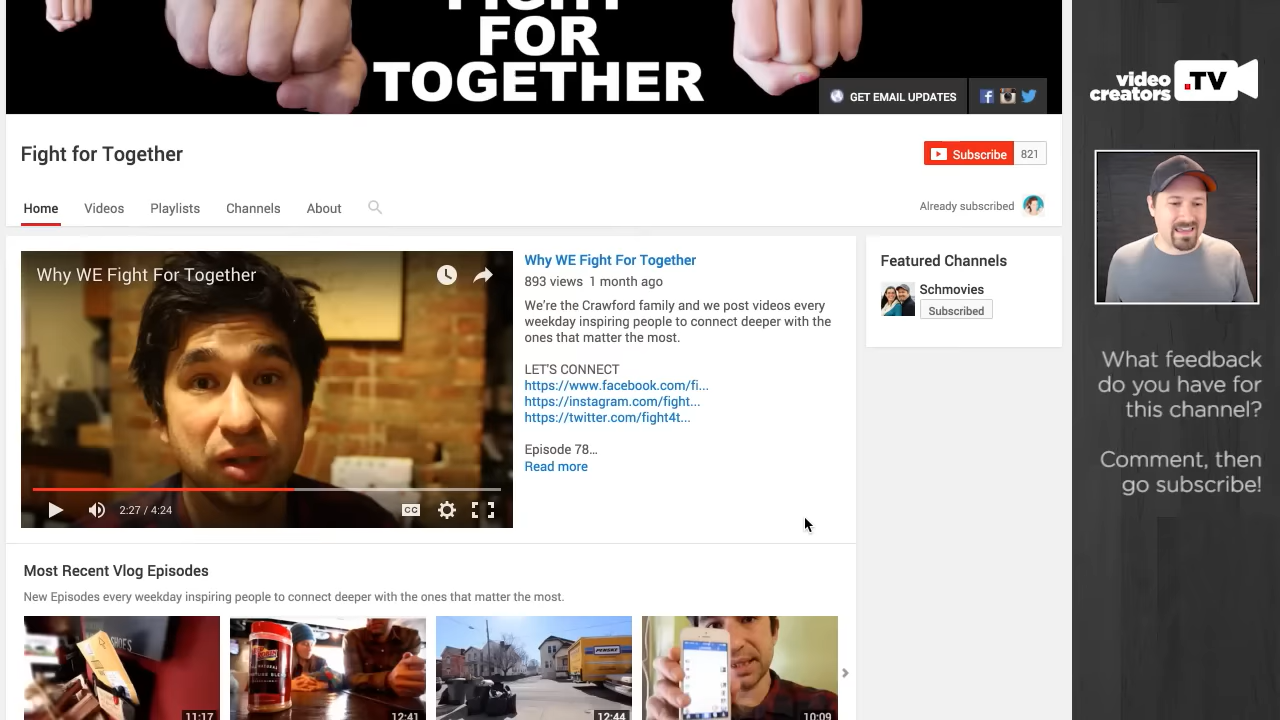 FIGHT
FOR
TOGETHER
GET EMAIL UPDATES
Fight for Together
Subscribe 821
Home Videos Playlists Channels About
Already subscribed
Why WE Fight For Together
2:27 / 4:24
CC
Why WE Fight For Together
893 views 1 month ago
We're the Crawford family and we post videos every
weekday inspiring people to connect deeper with the
ones that matter the most.
LET'S CONNECT
https://www.facebook.com/fi...
https://instagram.com/fight...
https://twitter.com/fight4t...
Episode 78...
Read more
Featured Channels
Schmovies
Subscribed
Most Recent Vlog Episodes
New Episodes every weekday inspiring people to connect deeper with the ones that matter the most.
SHOES
PENSKE
11:17
12:41
12:44
10:09
video
creators
.TV
What feedback
do you have for
this channel?
Comment, then
go subscribe!